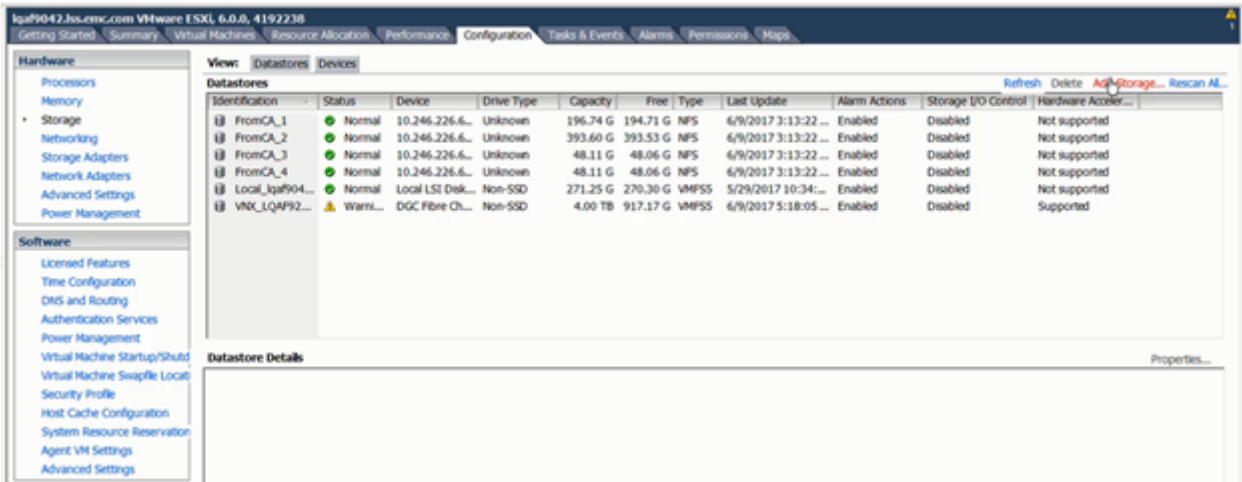 lqaf9042.lss.emc.com VMware ESXi, 6.0.0, 4192238
Getting Started Summary Virtual Machines Resource Allocation Performance Configuration Tasks & Events Alarms Permissions Maps
Hardware
Processors
Memory
Storage
Networking
Storage Adapters
Network Adapters
Advanced Settings
Power Management
Software
Licensed Features
Time Configuration
DNS and Routing
Authentication Services
Power Management
Virtual Machine Startup/Shutd
Virtual Machine Swapfile Locati
Security Profile
Host Cache Configuration
System Resource Reservation
Agent VM Settings
Advanced Settings
View: Datastores Devices
Datastores
Refresh Delete Add Storage... Rescan All...
Identification Status Device Drive Type Capacity Free Type Last Update Alarm Actions Storage I/O Control Hardware Acceler...
FromCA_1 Normal 10.246.226.6... Unknown 196.74 G 194.71 G NFS 6/9/2017 3:13:22 ... Enabled Disabled Not supported
FromCA_2 Normal 10.246.226.6... Unknown 393.60 G 393.53 G NFS 6/9/2017 3:13:22 ... Enabled Disabled Not supported
FromCA_3 Normal 10.246.226.6... Unknown 48.11 G 48.06 G NFS 6/9/2017 3:13:22 ... Enabled Disabled Not supported
FromCA_4 Normal 10.246.226.6... Unknown 48.11 G 48.06 G NFS 6/9/2017 3:13:22 ... Enabled Disabled Not supported
Local_lqaf904... Normal Local LSI Disk... Non-SSD 271.25 G 270.30 G VMFS5 5/29/2017 10:34:... Enabled Disabled Not supported
VNX_LQAF92... Warni... DGC Fibre Ch... Non-SSD 4.00 TB 917.17 G VMFS5 6/9/2017 5:18:05 ... Enabled Disabled Supported
Datastore Details
Properties...